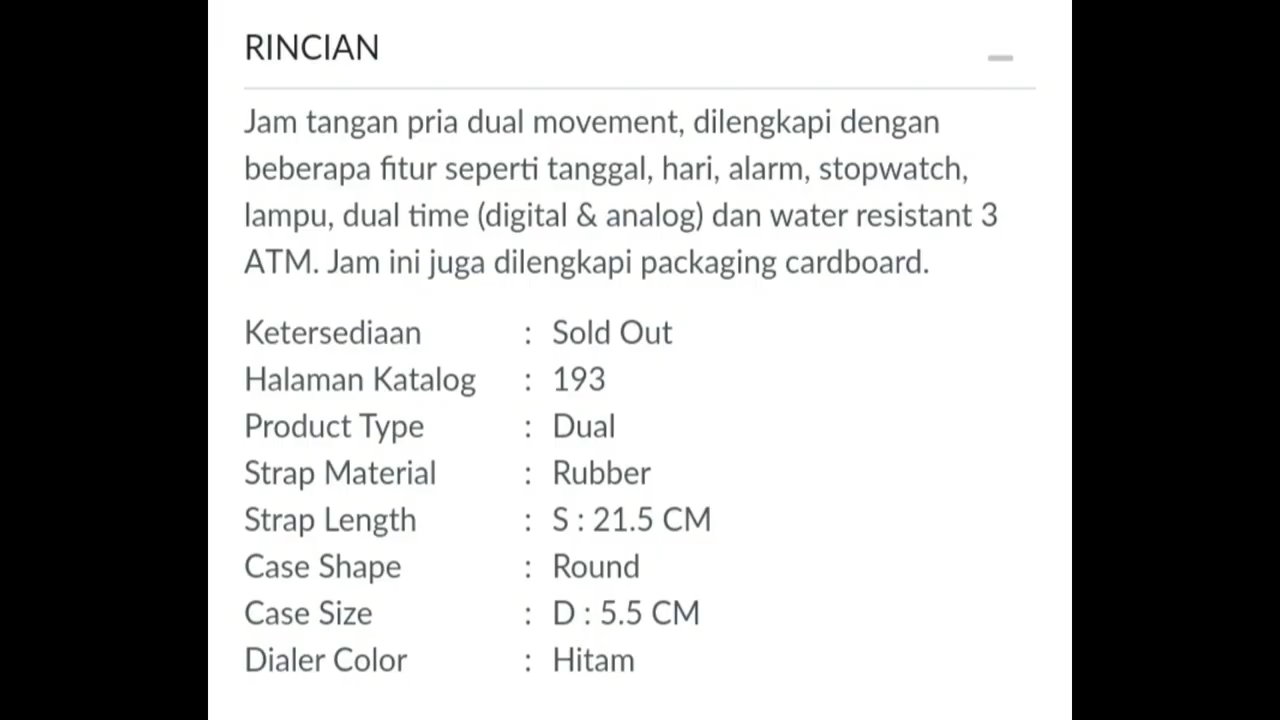 RINCIAN
Jam tangan pria dual movement, dilengkapi dengan
beberapa fitur seperti tanggal, hari, alarm, stopwatch,
lampu, dual time (digital & analog) dan water resistant 3
ATM. Jam ini juga dilengkapi packaging cardboard.
Ketersediaan : Sold Out
Halaman Katalog : 193
Product Type : Dual
Strap Material : Rubber
Strap Length : S : 21.5 CM
Case Shape : Round
Case Size : D : 5.5 CM
Dialer Color : Hitam